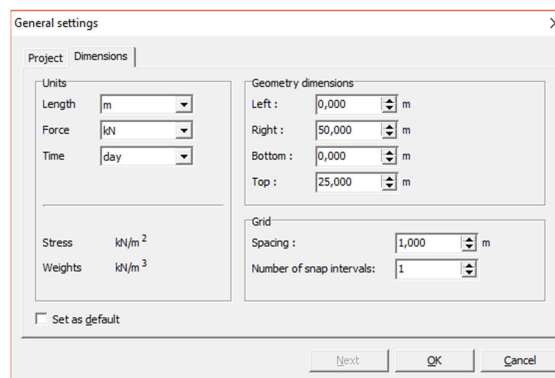 General settings
Project Dimensions
Units
Length m
Force kN
Time day
Stress kN/m²
Weights kN/m³
Geometry dimensions
Left : 0,000 m
Right : 50,000 m
Bottom : 0,000 m
Top : 25,000 m
Grid
Spacing : 1,000 m
Number of snap intervals: 1
Set as default
Next OK Cancel